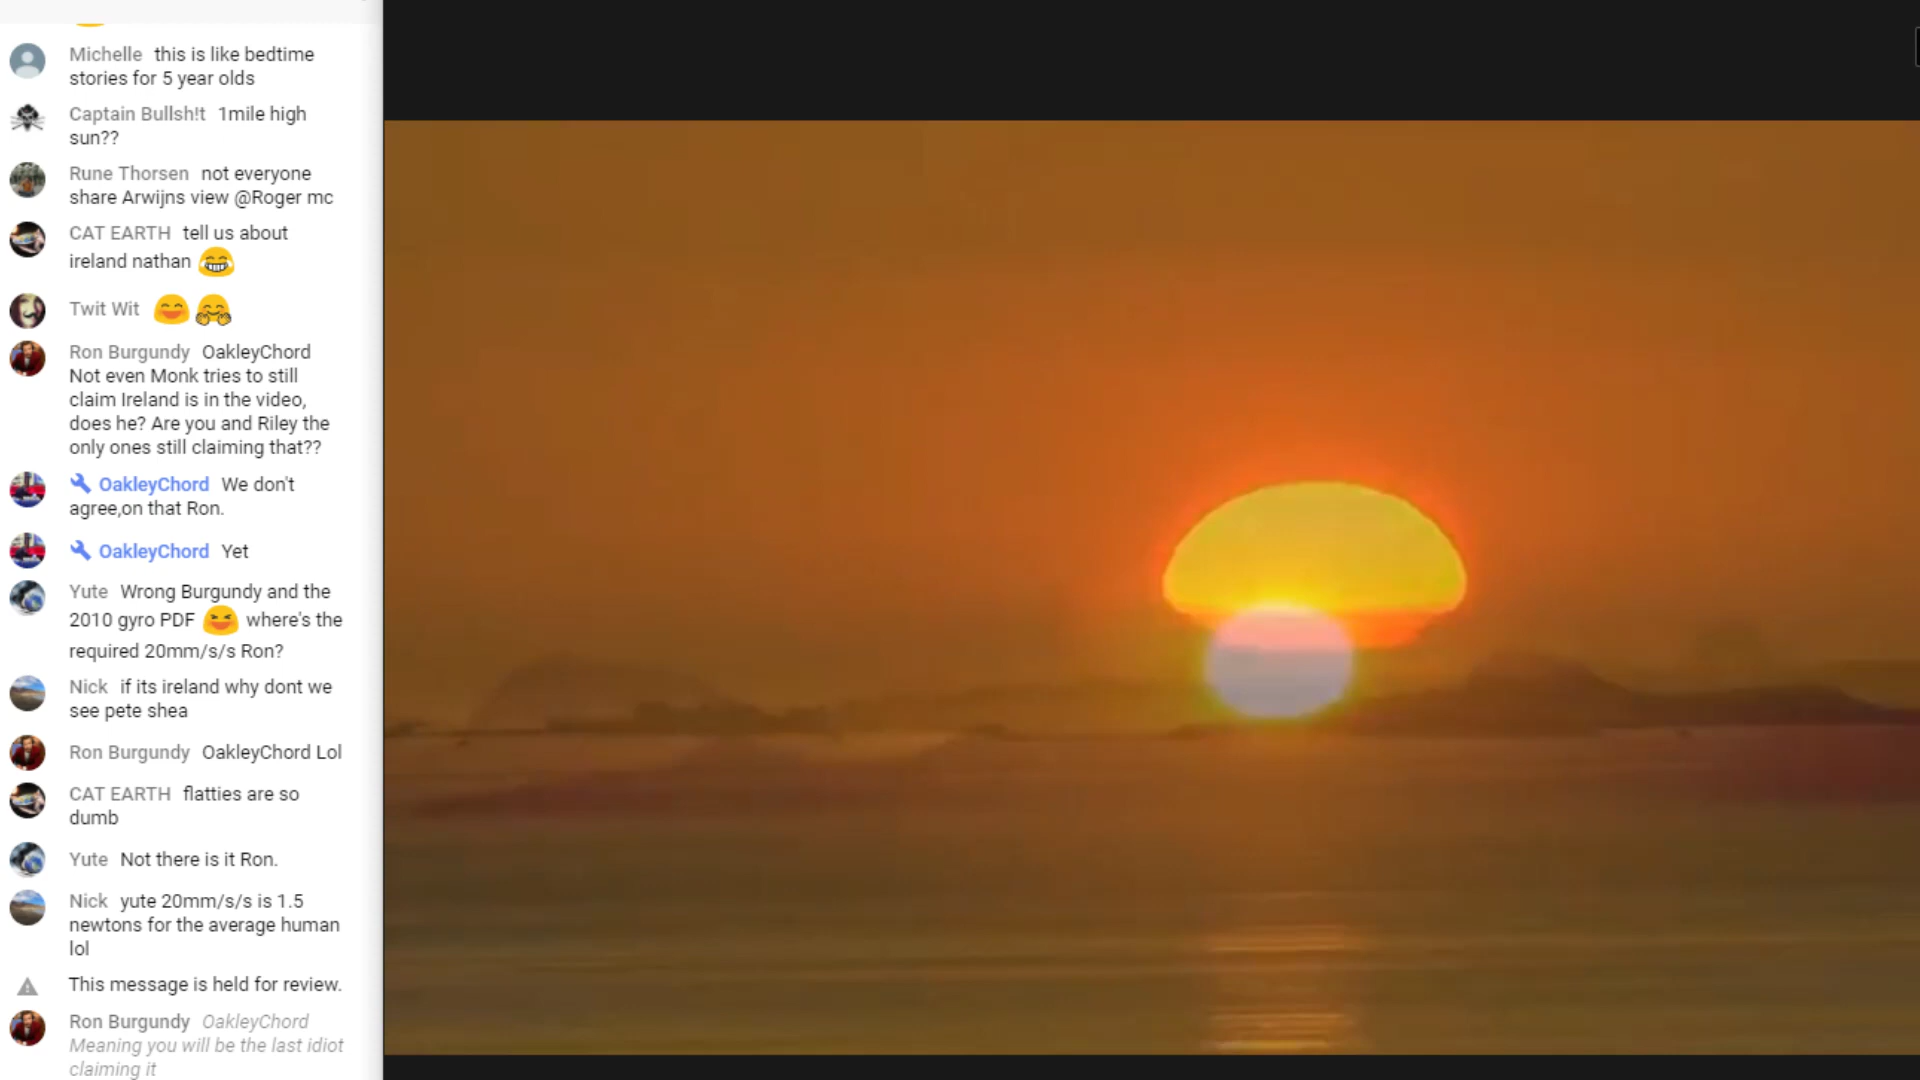 Michelle this is like bedtime
stories for 5 year olds
Captain Bullsh!t 1mile high
sun??
Rune Thorsen not everyone
share Arwijns view @Roger mc
CAT EARTH tell us about
ireland nathan 😂
Twit Wit 😄🤗
Ron Burgundy OakleyChord
Not even Monk tries to still
claim Ireland is in the video,
does he? Are you and Riley the
only ones still claiming that??
OakleyChord We don't
agree,on that Ron.
OakleyChord Yet
Yute Wrong Burgundy and the
2010 gyro PDF 😆 where's the
required 20mm/s/s Ron?
Nick if its ireland why dont we
see pete shea
Ron Burgundy OakleyChord Lol
CAT EARTH flatties are so
dumb
Yute Not there is it Ron.
Nick yute 20mm/s/s is 1.5
newtons for the average human
lol
This message is held for review.
Ron Burgundy OakleyChord
Meaning you will be the last idiot
claiming it